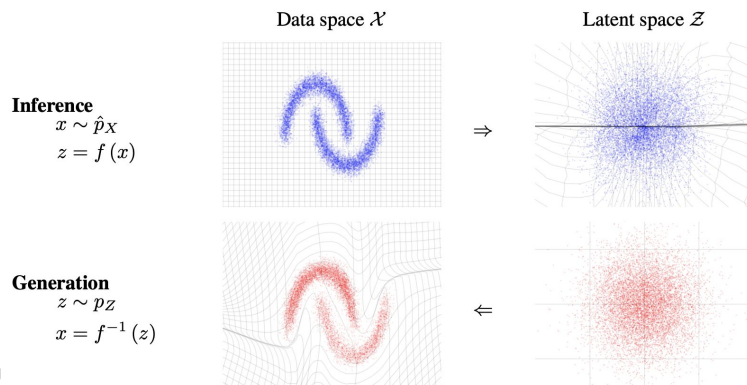 Data space 𝒳
Latent space 𝒵
Inference
x ∼ p̂_X
z = f (x)
⇒
Generation
z ∼ p_Z
x = f⁻¹ (z)
⇐